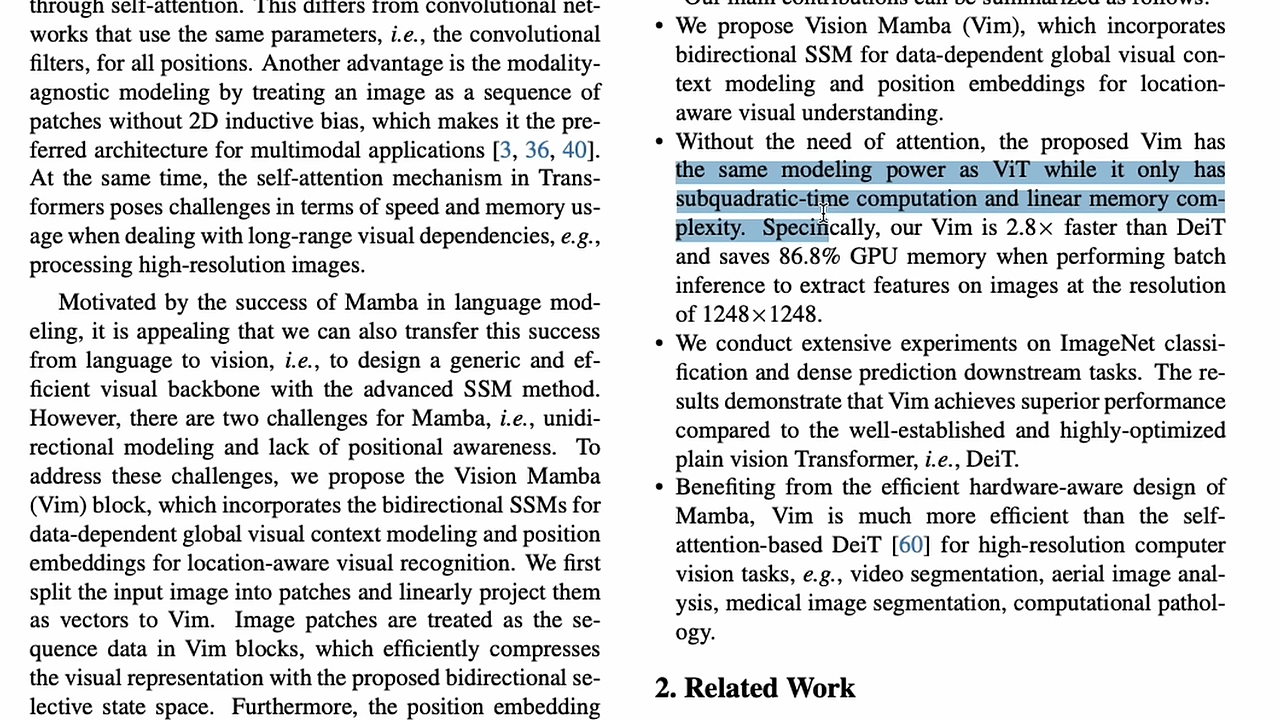 through self-attention. This differs from convolutional net-
works that use the same parameters, i.e., the convolutional
filters, for all positions. Another advantage is the modality-
agnostic modeling by treating an image as a sequence of
patches without 2D inductive bias, which makes it the pre-
ferred architecture for multimodal applications [3, 36, 40].
At the same time, the self-attention mechanism in Trans-
formers poses challenges in terms of speed and memory us-
age when dealing with long-range visual dependencies, e.g.,
processing high-resolution images.
Motivated by the success of Mamba in language mod-
eling, it is appealing that we can also transfer this success
from language to vision, i.e., to design a generic and ef-
ficient visual backbone with the advanced SSM method.
However, there are two challenges for Mamba, i.e., unidi-
rectional modeling and lack of positional awareness. To
address these challenges, we propose the Vision Mamba
(Vim) block, which incorporates the bidirectional SSMs for
data-dependent global visual context modeling and position
embeddings for location-aware visual recognition. We first
split the input image into patches and linearly project them
as vectors to Vim. Image patches are treated as the se-
quence data in Vim blocks, which efficiently compresses
the visual representation with the proposed bidirectional se-
lective state space. Furthermore, the position embedding
Our main contributions can be summarized as follows:
• We propose Vision Mamba (Vim), which incorporates
bidirectional SSM for data-dependent global visual con-
text modeling and position embeddings for location-
aware visual understanding.
• Without the need of attention, the proposed Vim has
the same modeling power as ViT while it only has
subquadratic-time computation and linear memory com-
plexity. Specifically, our Vim is 2.8× faster than DeiT
and saves 86.8% GPU memory when performing batch
inference to extract features on images at the resolution
of 1248×1248.
• We conduct extensive experiments on ImageNet classi-
fication and dense prediction downstream tasks. The re-
sults demonstrate that Vim achieves superior performance
compared to the well-established and highly-optimized
plain vision Transformer, i.e., DeiT.
• Benefiting from the efficient hardware-aware design of
Mamba, Vim is much more efficient than the self-
attention-based DeiT [60] for high-resolution computer
vision tasks, e.g., video segmentation, aerial image anal-
ysis, medical image segmentation, computational pathol-
ogy.
2. Related Work